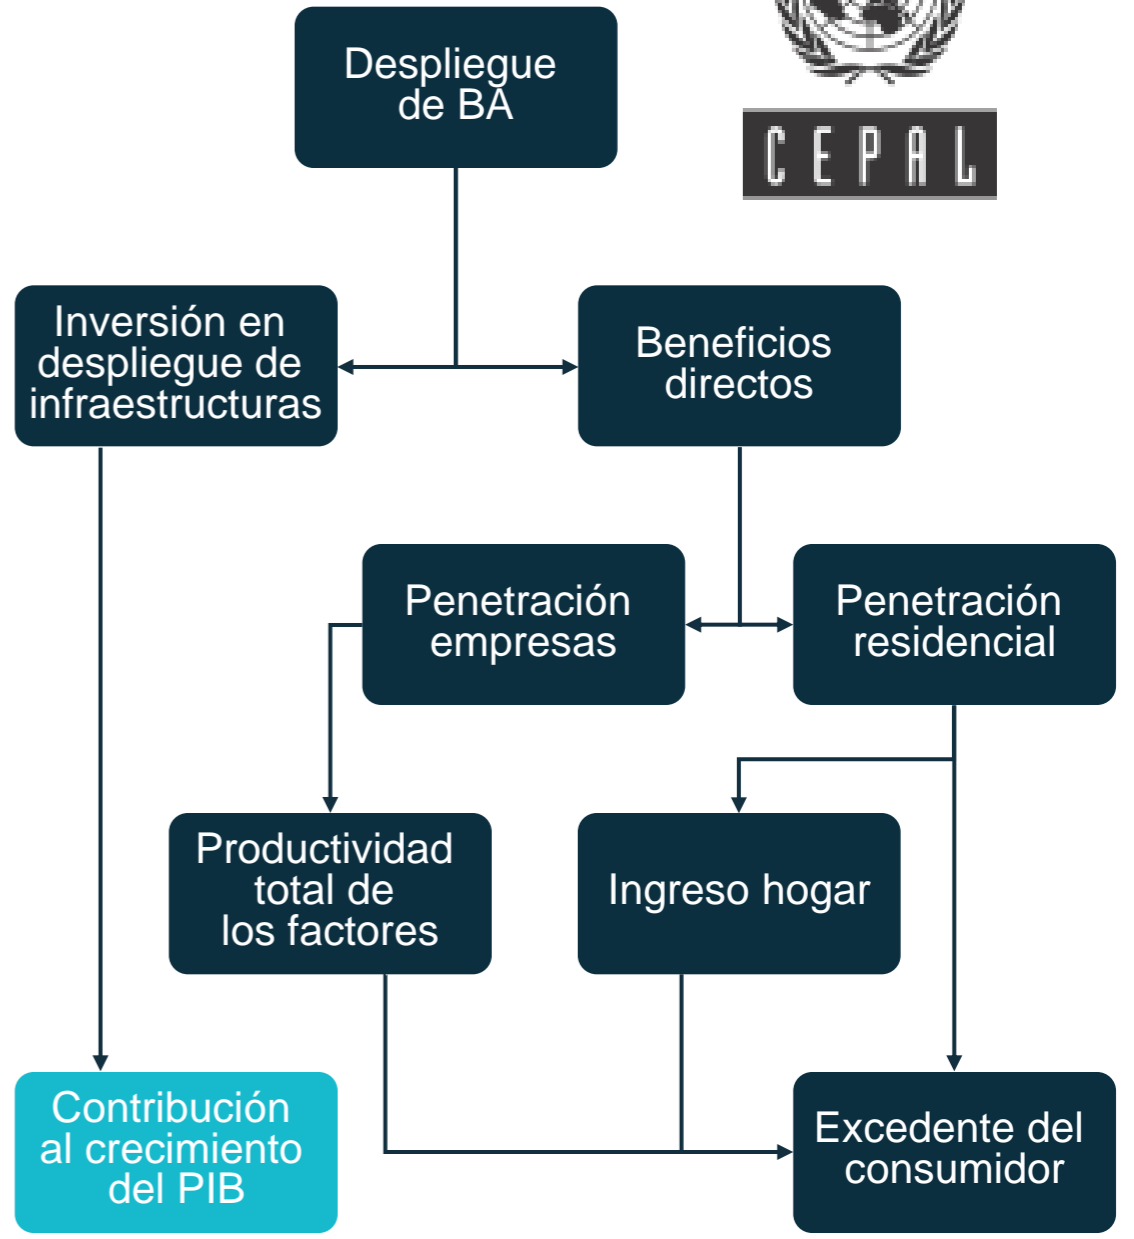 Despliegue
de BA
CEPAL
Inversión en
despliegue de
infraestructuras
Beneficios
directos
Penetración
empresas
Penetración
residencial
Productividad
total de
los factores
Ingreso hogar
Contribución
al crecimiento
del PIB
Excedente del
consumidor